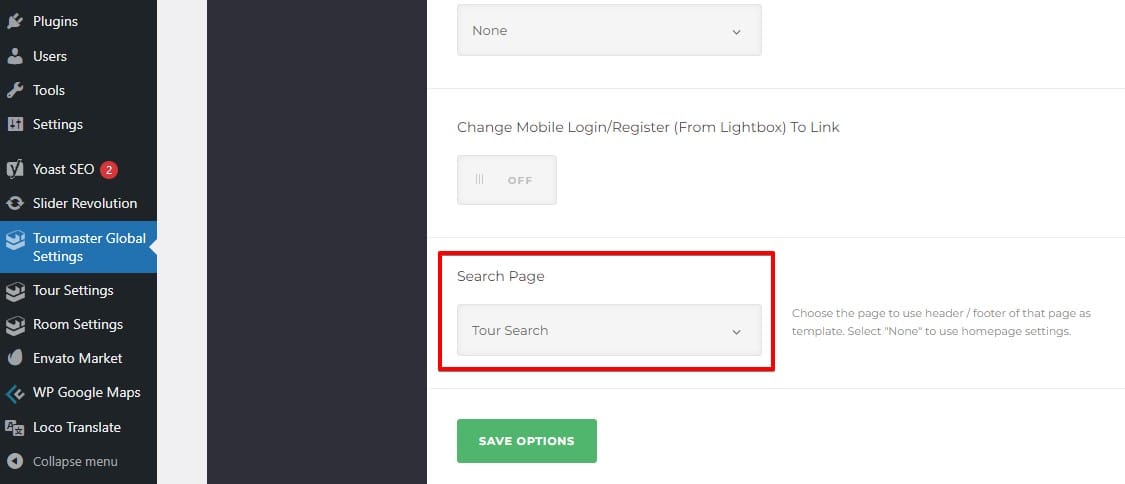 Plugins
Users
Tools
Settings
Yoast SEO 2
Slider Revolution
Tourmaster Global
Settings
Tour Settings
Room Settings
Envato Market
WP Google Maps
Loco Translate
Collapse menu
None
Change Mobile Login/Register (From Lightbox) To Link
OFF
Search Page
Tour Search
Choose the page to use header / footer of that page as
template. Select "None" to use homepage settings.
SAVE OPTIONS